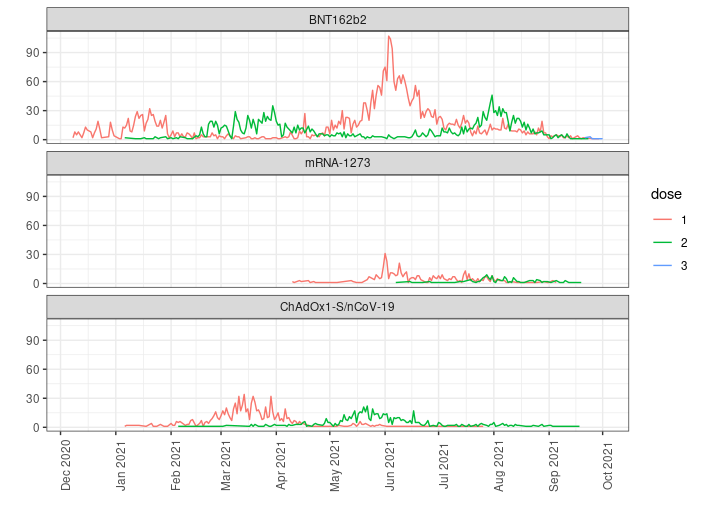 BNT162b2
90
60
30
0
mRNA-1273
90
60
30
0
ChAdOx1-S/nCoV-19
90
60
30
0
Dec 2020
Jan 2021
Feb 2021
Mar 2021
Apr 2021
May 2021
Jun 2021
Jul 2021
Aug 2021
Sep 2021
Oct 2021
dose
1
2
3